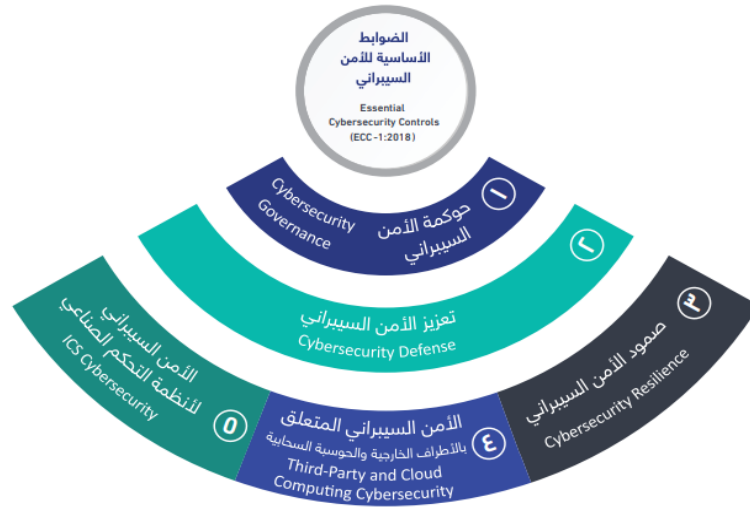 الضوابط
الأساسية للأمن
السيبراني
Essential
Cybersecurity Controls
(ECC-1:2018)
١
حوكمة الأمن
السيبراني
Cybersecurity
Governance
٢
تعزيز الأمن السيبراني
Cybersecurity Defense
٣
صمود الأمن السيبراني
Cybersecurity Resilience
٤
الأمن السيبراني المتعلق
بالأطراف الخارجية والحوسبة السحابية
Third-Party and Cloud
Computing Cybersecurity
٥
الأمن السيبراني
لأنظمة التحكم الصناعي
ICS Cybersecurity